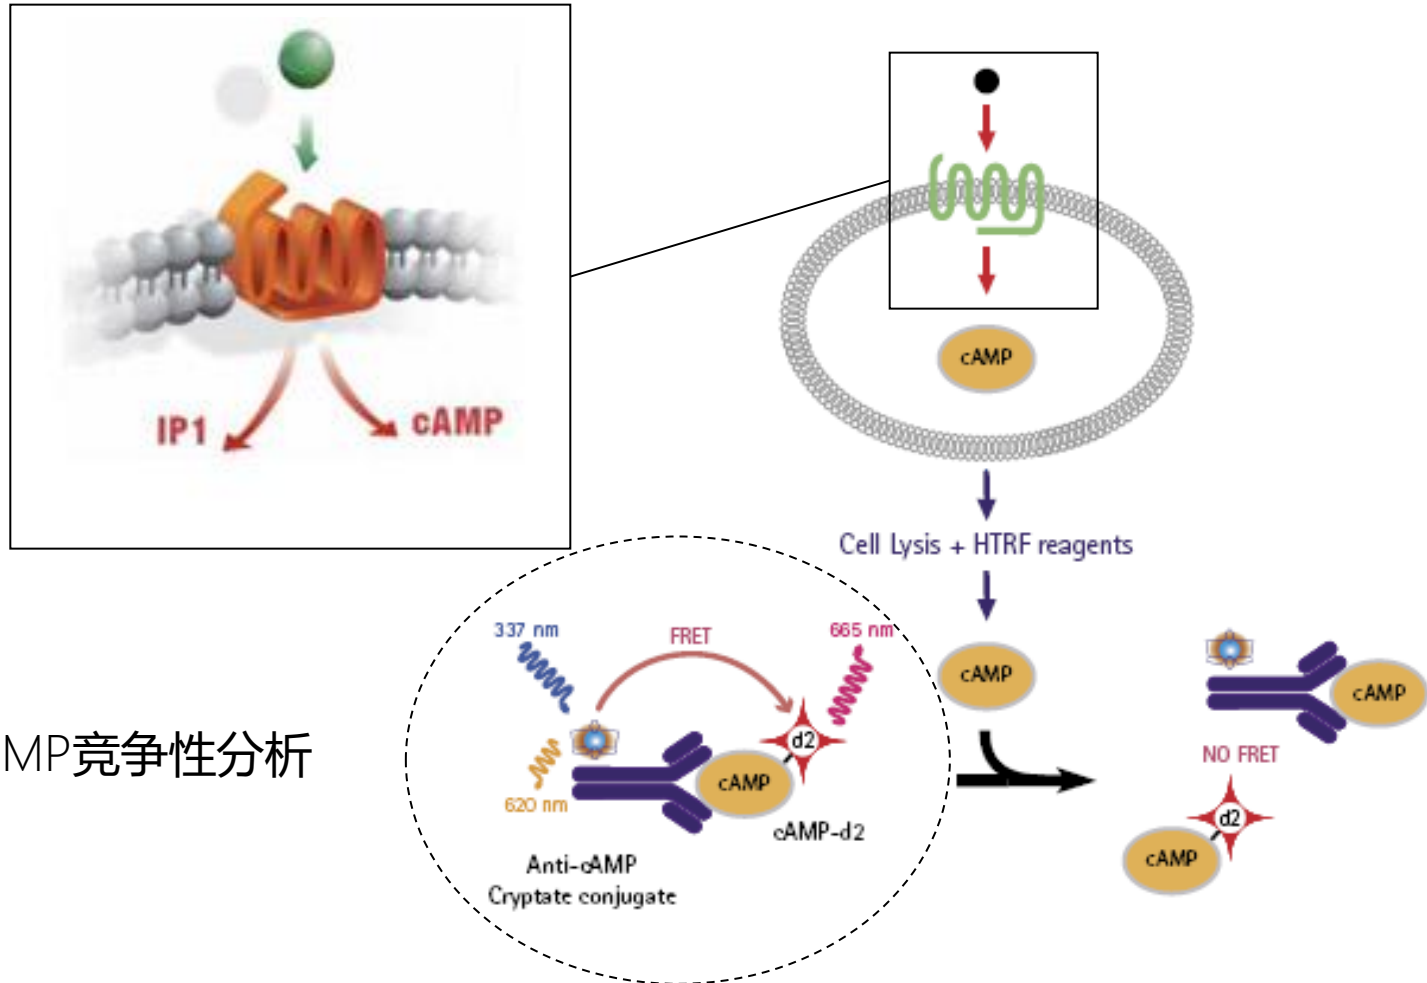 IP1
cAMP
cAMP
Cell Lysis + HTRF reagents
337 nm
FRET
665 nm
cAMP
cAMP
NO FRET
d2
cAMP
620 nm
cAMP-d2
Anti-cAMP
Cryptate conjugate
d2
cAMP
MP竞争性分析